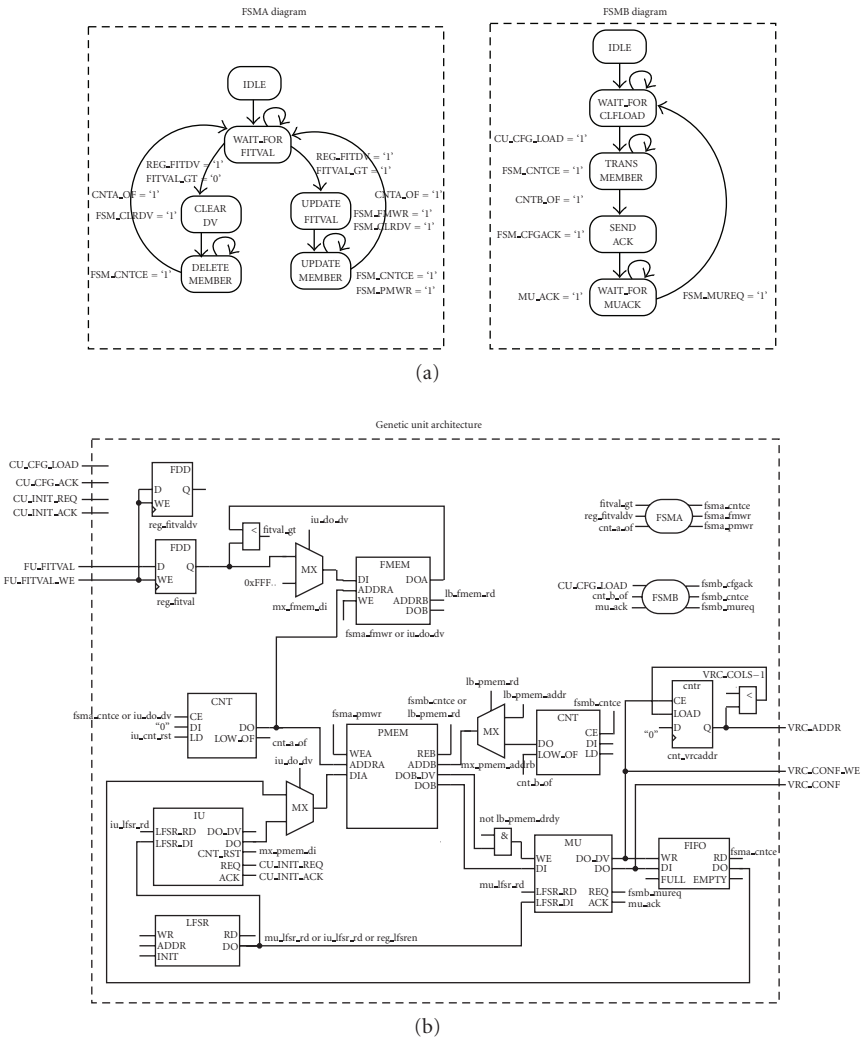 FSMA diagram
IDLE
WAIT_FOR
FITVAL
REG_FITDV = ‘1’
FITVAL_GT = ‘0’
REG_FITDV = ‘1’
FITVAL_GT = ‘1’
CNTA_OF = ‘1’
CNTA_OF = ‘1’
CLEAR
DV
FSM_CLRDV = ‘1’
UPDATE
FITVAL
FSM_FMWR = ‘1’
FSM_CLRDV = ‘1’
DELETE
MEMBER
FSM_CNTCE = ‘1’
UPDATE
MEMBER
FSM_CNTCE = ‘1’
FSM_PMWR = ‘1’
FSMB diagram
IDLE
WAIT_FOR
CLFLOAD
CU_CFG_LOAD = ‘1’
TRANS
MEMBER
FSM_CNTCE = ‘1’
CNTB_OF = ‘1’
SEND
ACK
FSM_CFGACK = ‘1’
WAIT_FOR
MUACK
MU_ACK = ‘1’
FSM_MUREQ = ‘1’
(a)
Genetic unit architecture
CU_CFG_LOAD
CU_CFG_ACK
CU_INIT_REQ
CU_INIT_ACK
FU_FITVAL
FU_FITVAL_WE
FDD
D
Q
WE
reg_fitvaldv
FDD
D
Q
WE
reg_fitval
<
fitval_gt
iu_do_dv
MX
0xFFF..
mx_fmem_di
FMEM
DI
DOA
ADDRA
WE
ADDRB
DOB
lb_fmem_rd
fsma_fmwr or iu_do_dv
fitval_gt
reg_fitvaldv
cnt_a_of
FSMA
fsma_cntce
fsma_fmwr
fsma_pmwr
CU_CFG_LOAD
cnt_b_of
mu_ack
FSMB
fsmb_cfgack
fsmb_cntce
fsmb_mureq
CNT
fsma_cntce or iu_do_dv
“0”
iu_cnt_rst
CE
DI
LD
DO
LOW_OF
cnt_a_of
fsma_pmwr
fsmb_cntce or
lb_pmem_rd
PMEM
WEA
ADDRA
DIA
REB
ADDB
DOB_DV
DOB
lb_pmem_rd
lb_pmem_addr
MX
mx_pmem_addrb
fsmb_cntce
CNT
CE
DO
DI
LOW_OF
LD
cnt_b_of
VRC_COLS−1
cntr
CE
LOAD
D
Q
“0”
<
cnt_vrcaddr
VRC_ADDR
VRC_CONF_WE
VRC_CONF
iu_do_dv
MX
IU
iu_lfsr_rd
LFSR_RD
LFSR_DI
DO_DV
DO
CNT_RST
REQ
ACK
mx_pmem_di
CU_INIT_REQ
CU_INIT_ACK
LFSR
WR
ADDR
INIT
RD
DO
mu_lfsr_rd or iu_lfsr_rd or reg_lfsren
not lb_pmem_drdy
&
MU
WE
DI
DO_DV
DO
mu_lfsr_rd
LFSR_RD
LFSR_DI
REQ
ACK
fsmb_mureq
mu_ack
FIFO
WR
DI
FULL
RD
DO
EMPTY
fsma_cntce
(b)